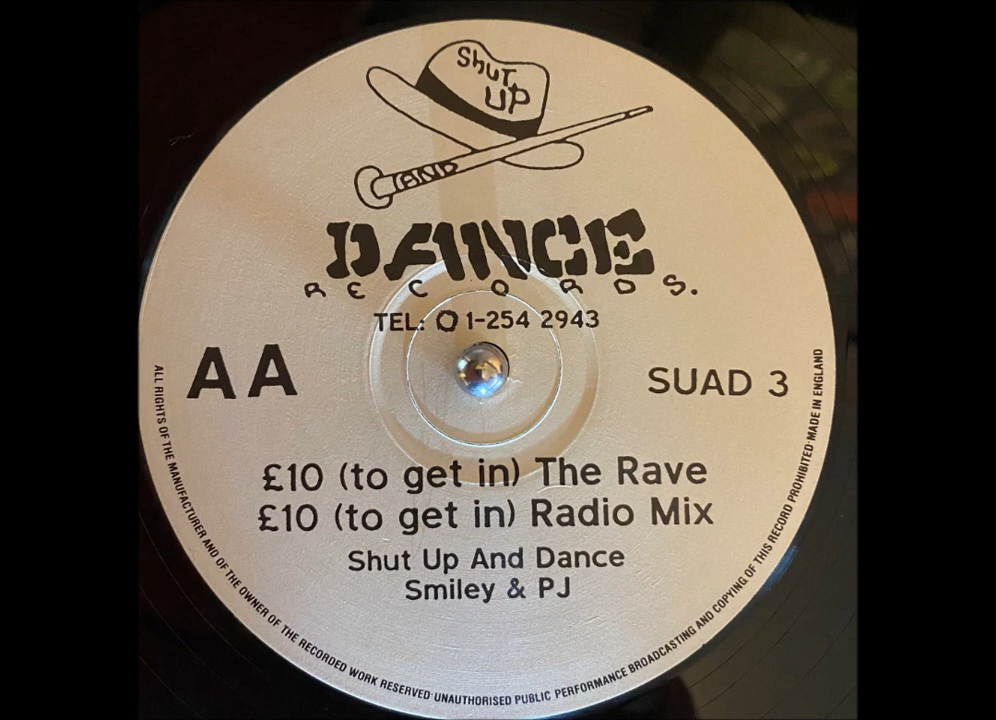 Shut
UP
AND
DANCE
RECORDS.
TEL: 01-254 2943
AA
SUAD 3
£10 (to get in) The Rave
£10 (to get in) Radio Mix
Shut Up And Dance
Smiley & PJ
ALL RIGHTS OF THE MANUFACTURER AND OF THE OWNER OF THE RECORDED WORK RESERVED UNAUTHORISED PUBLIC PERFORMANCE BROADCASTING AND COPYING OF THIS RECORD PROHIBITED·MADE IN ENGLAND